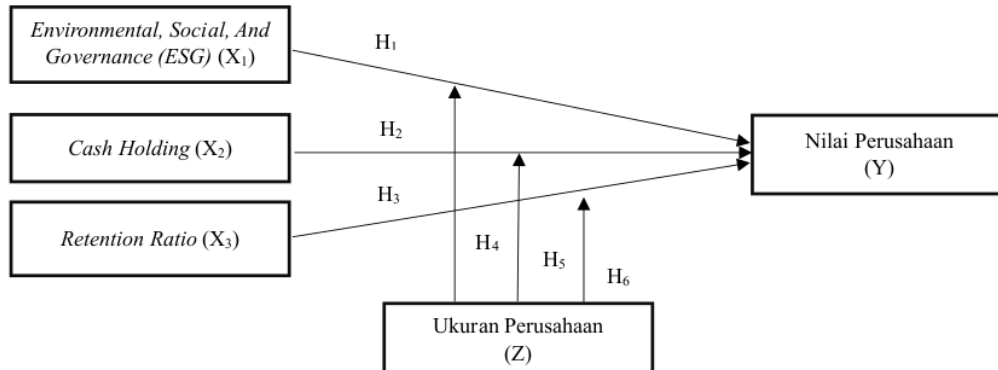 Environmental, Social, And
Governance (ESG) (X₁)
H₁
Cash Holding (X₂)
H₂
Nilai Perusahaan
(Y)
H₃
Retention Ratio (X₃)
H₄
H₅
H₆
Ukuran Perusahaan
(Z)